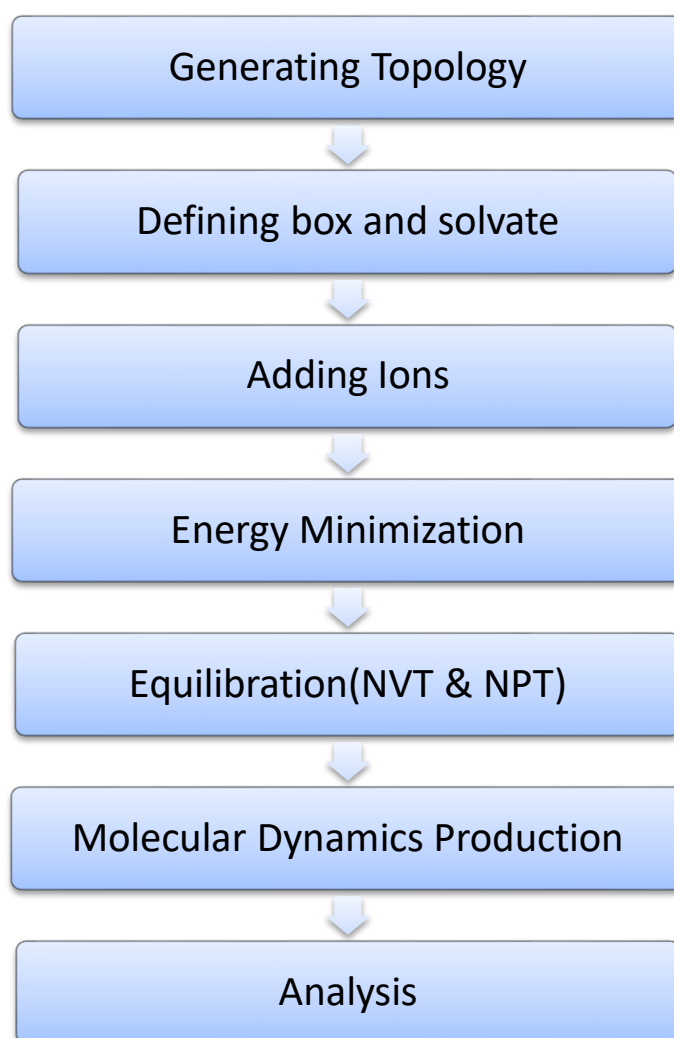 Generating Topology
Defining box and solvate
Adding Ions
Energy Minimization
Equilibration(NVT & NPT)
Molecular Dynamics Production
Analysis